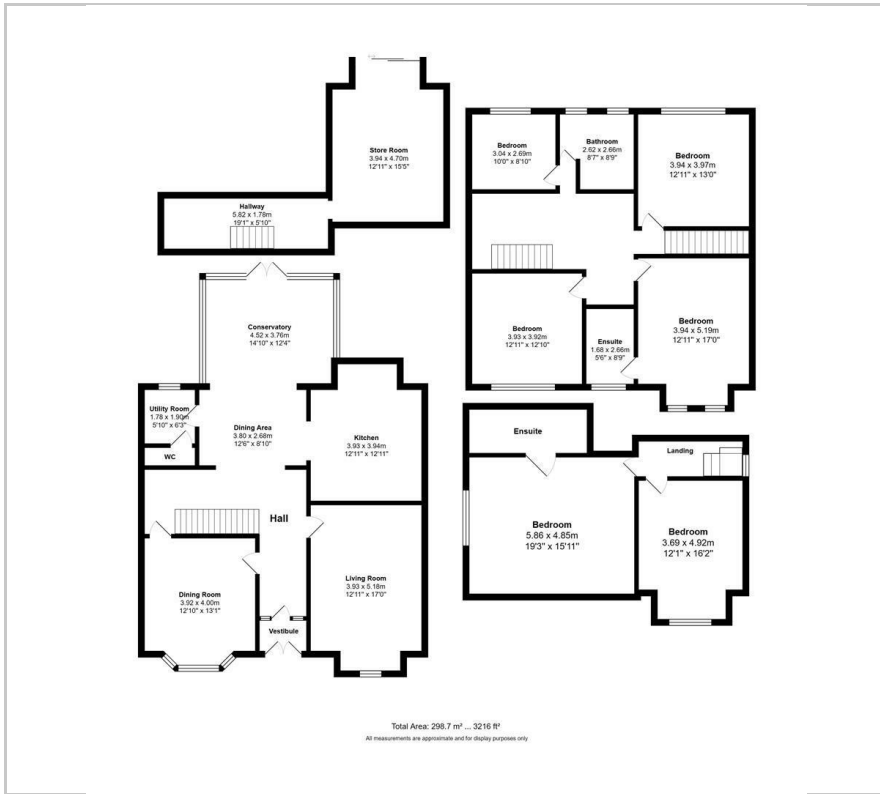 Store Room
3.94 x 4.70m
12'11" x 15'5"
Hallway
5.82 x 1.78m
19'1" x 5'10"
Conservatory
4.52 x 3.76m
14'10" x 12'4"
Utility Room
1.78 x 1.90m
5'10" x 6'3"
WC
Dining Area
3.80 x 2.68m
12'6" x 8'10"
Kitchen
3.93 x 3.94m
12'11" x 12'11"
Hall
Dining Room
3.92 x 4.00m
12'10" x 13'1"
Living Room
3.93 x 5.18m
12'11" x 17'0"
Vestibule
Bedroom
3.04 x 2.69m
10'0" x 8'10"
Bathroom
2.62 x 2.66m
8'7" x 8'9"
Bedroom
3.94 x 3.97m
12'11" x 13'0"
Bedroom
3.93 x 3.92m
12'11" x 12'10"
Ensuite
1.68 x 2.66m
5'6" x 8'9"
Bedroom
3.94 x 5.19m
12'11" x 17'0"
Ensuite
Landing
Bedroom
5.86 x 4.85m
19'3" x 15'11"
Bedroom
3.69 x 4.92m
12'1" x 16'2"
Total Area: 298.7 m² ... 3216 ft²
All measurements are approximate and for display purposes only